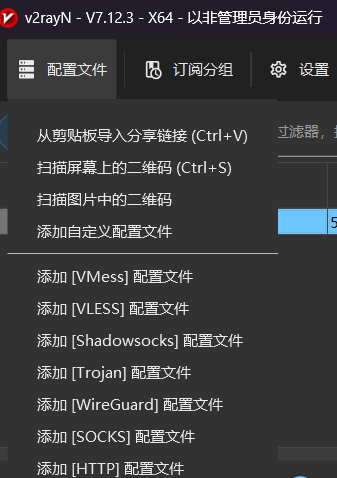 v2rayN - V7.12.3 - X64 - 以非管理员身份运行
配置文件 订阅分组 设置
从剪贴板导入分享链接 (Ctrl+V)
过滤器，
扫描屏幕上的二维码 (Ctrl+S)
扫描图片中的二维码
添加自定义配置文件
5
添加 [VMess] 配置文件
添加 [VLESS] 配置文件
添加 [Shadowsocks] 配置文件
添加 [Trojan] 配置文件
添加 [WireGuard] 配置文件
添加 [SOCKS] 配置文件
添加 [HTTP] 配置文件